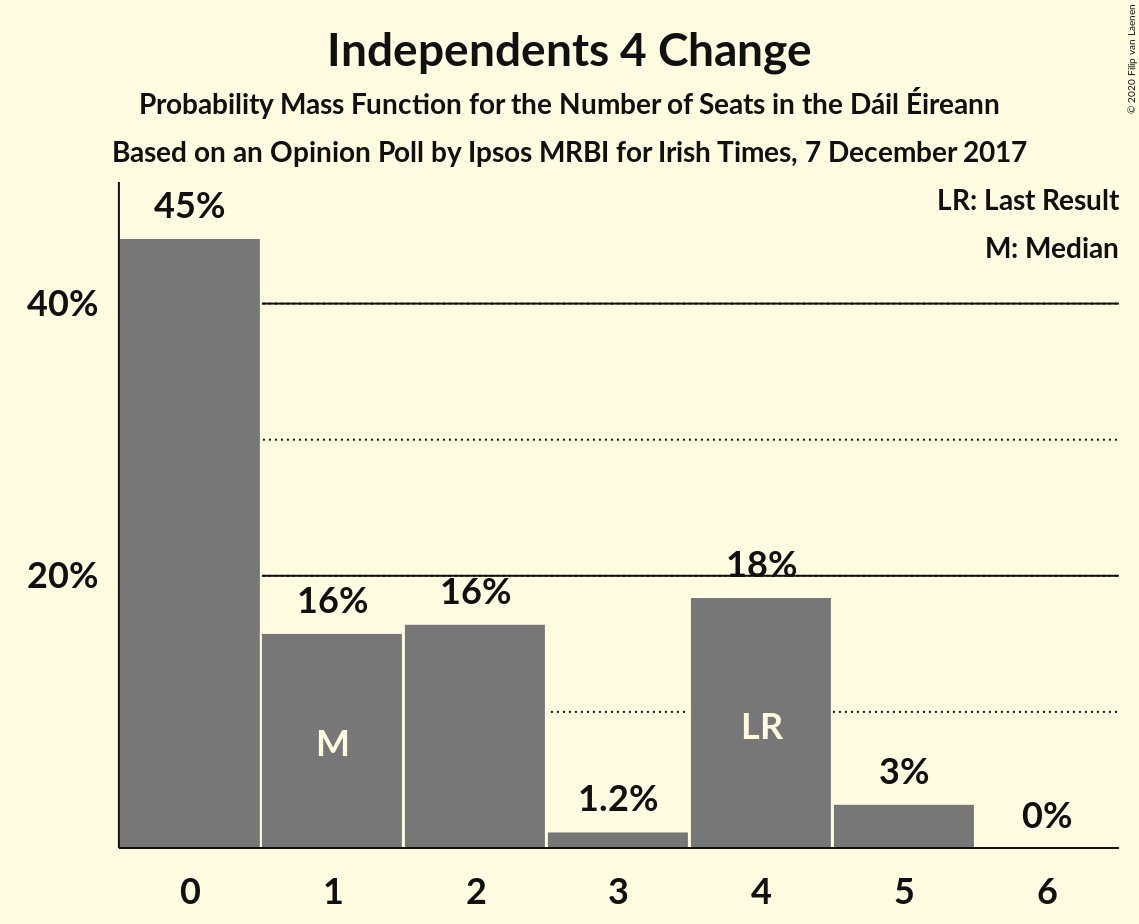 Independents 4 Change
Probability Mass Function for the Number of Seats in the Dáil Éireann
Based on an Opinion Poll by Ipsos MRBI for Irish Times, 7 December 2017
© 2020 Filip van Laenen
LR: Last Result
M: Median
45%
40%
20%
16%
16%
18%
M
LR
1.2%
3%
0%
0 1 2 3 4 5 6